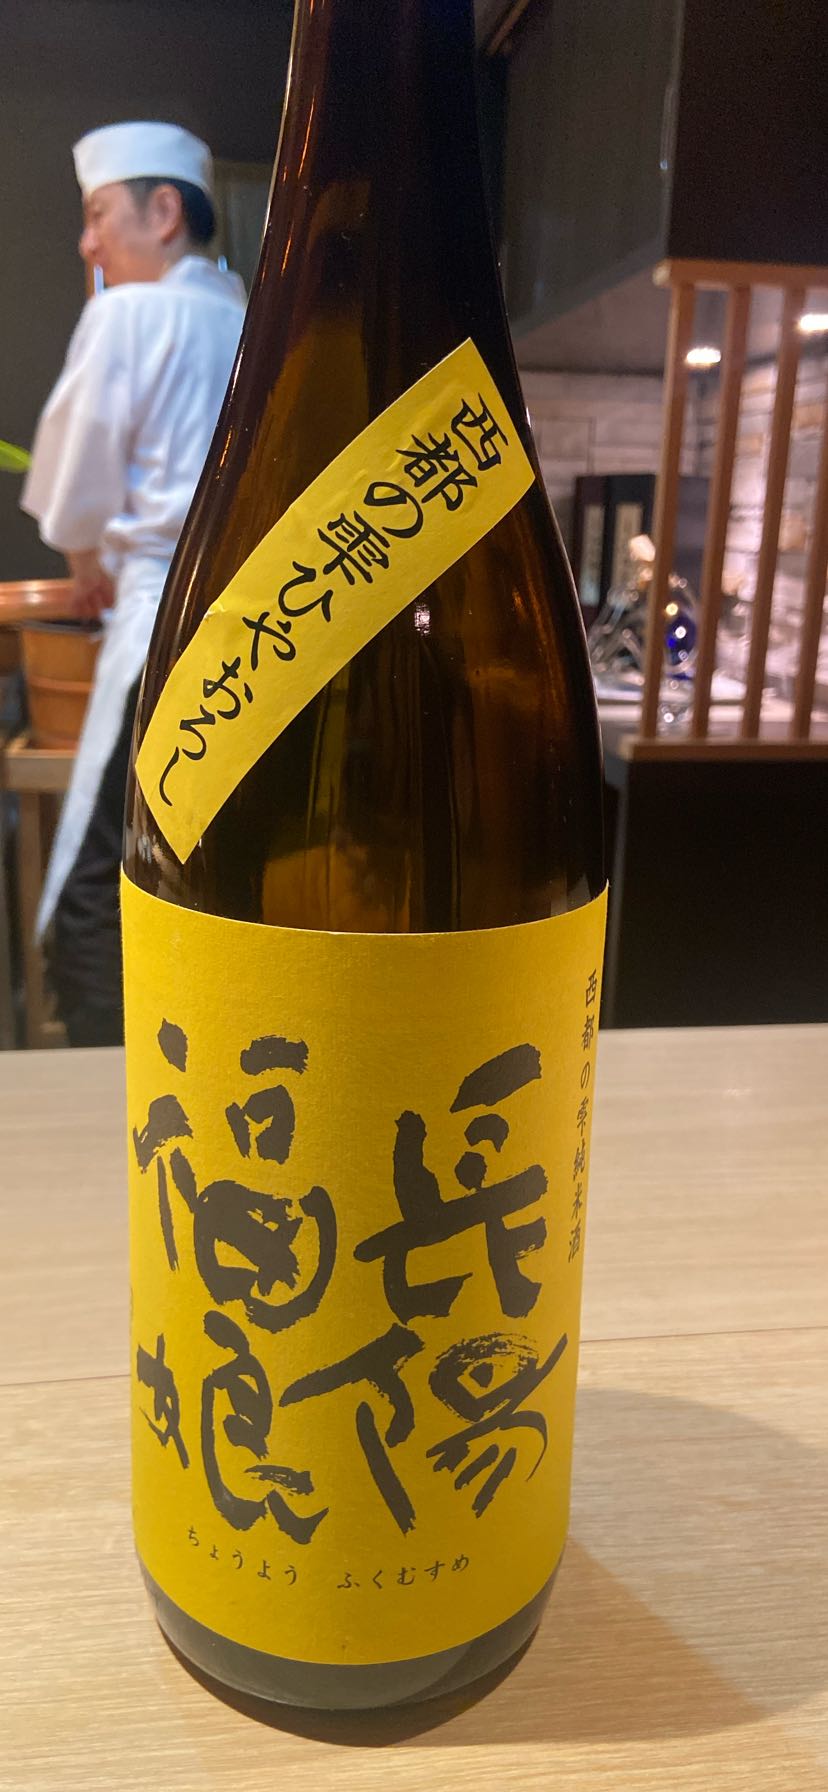 西都の雫ひやおろし
西都の雫純米酒
長陽
福娘
ちょうよう ふくむすめ